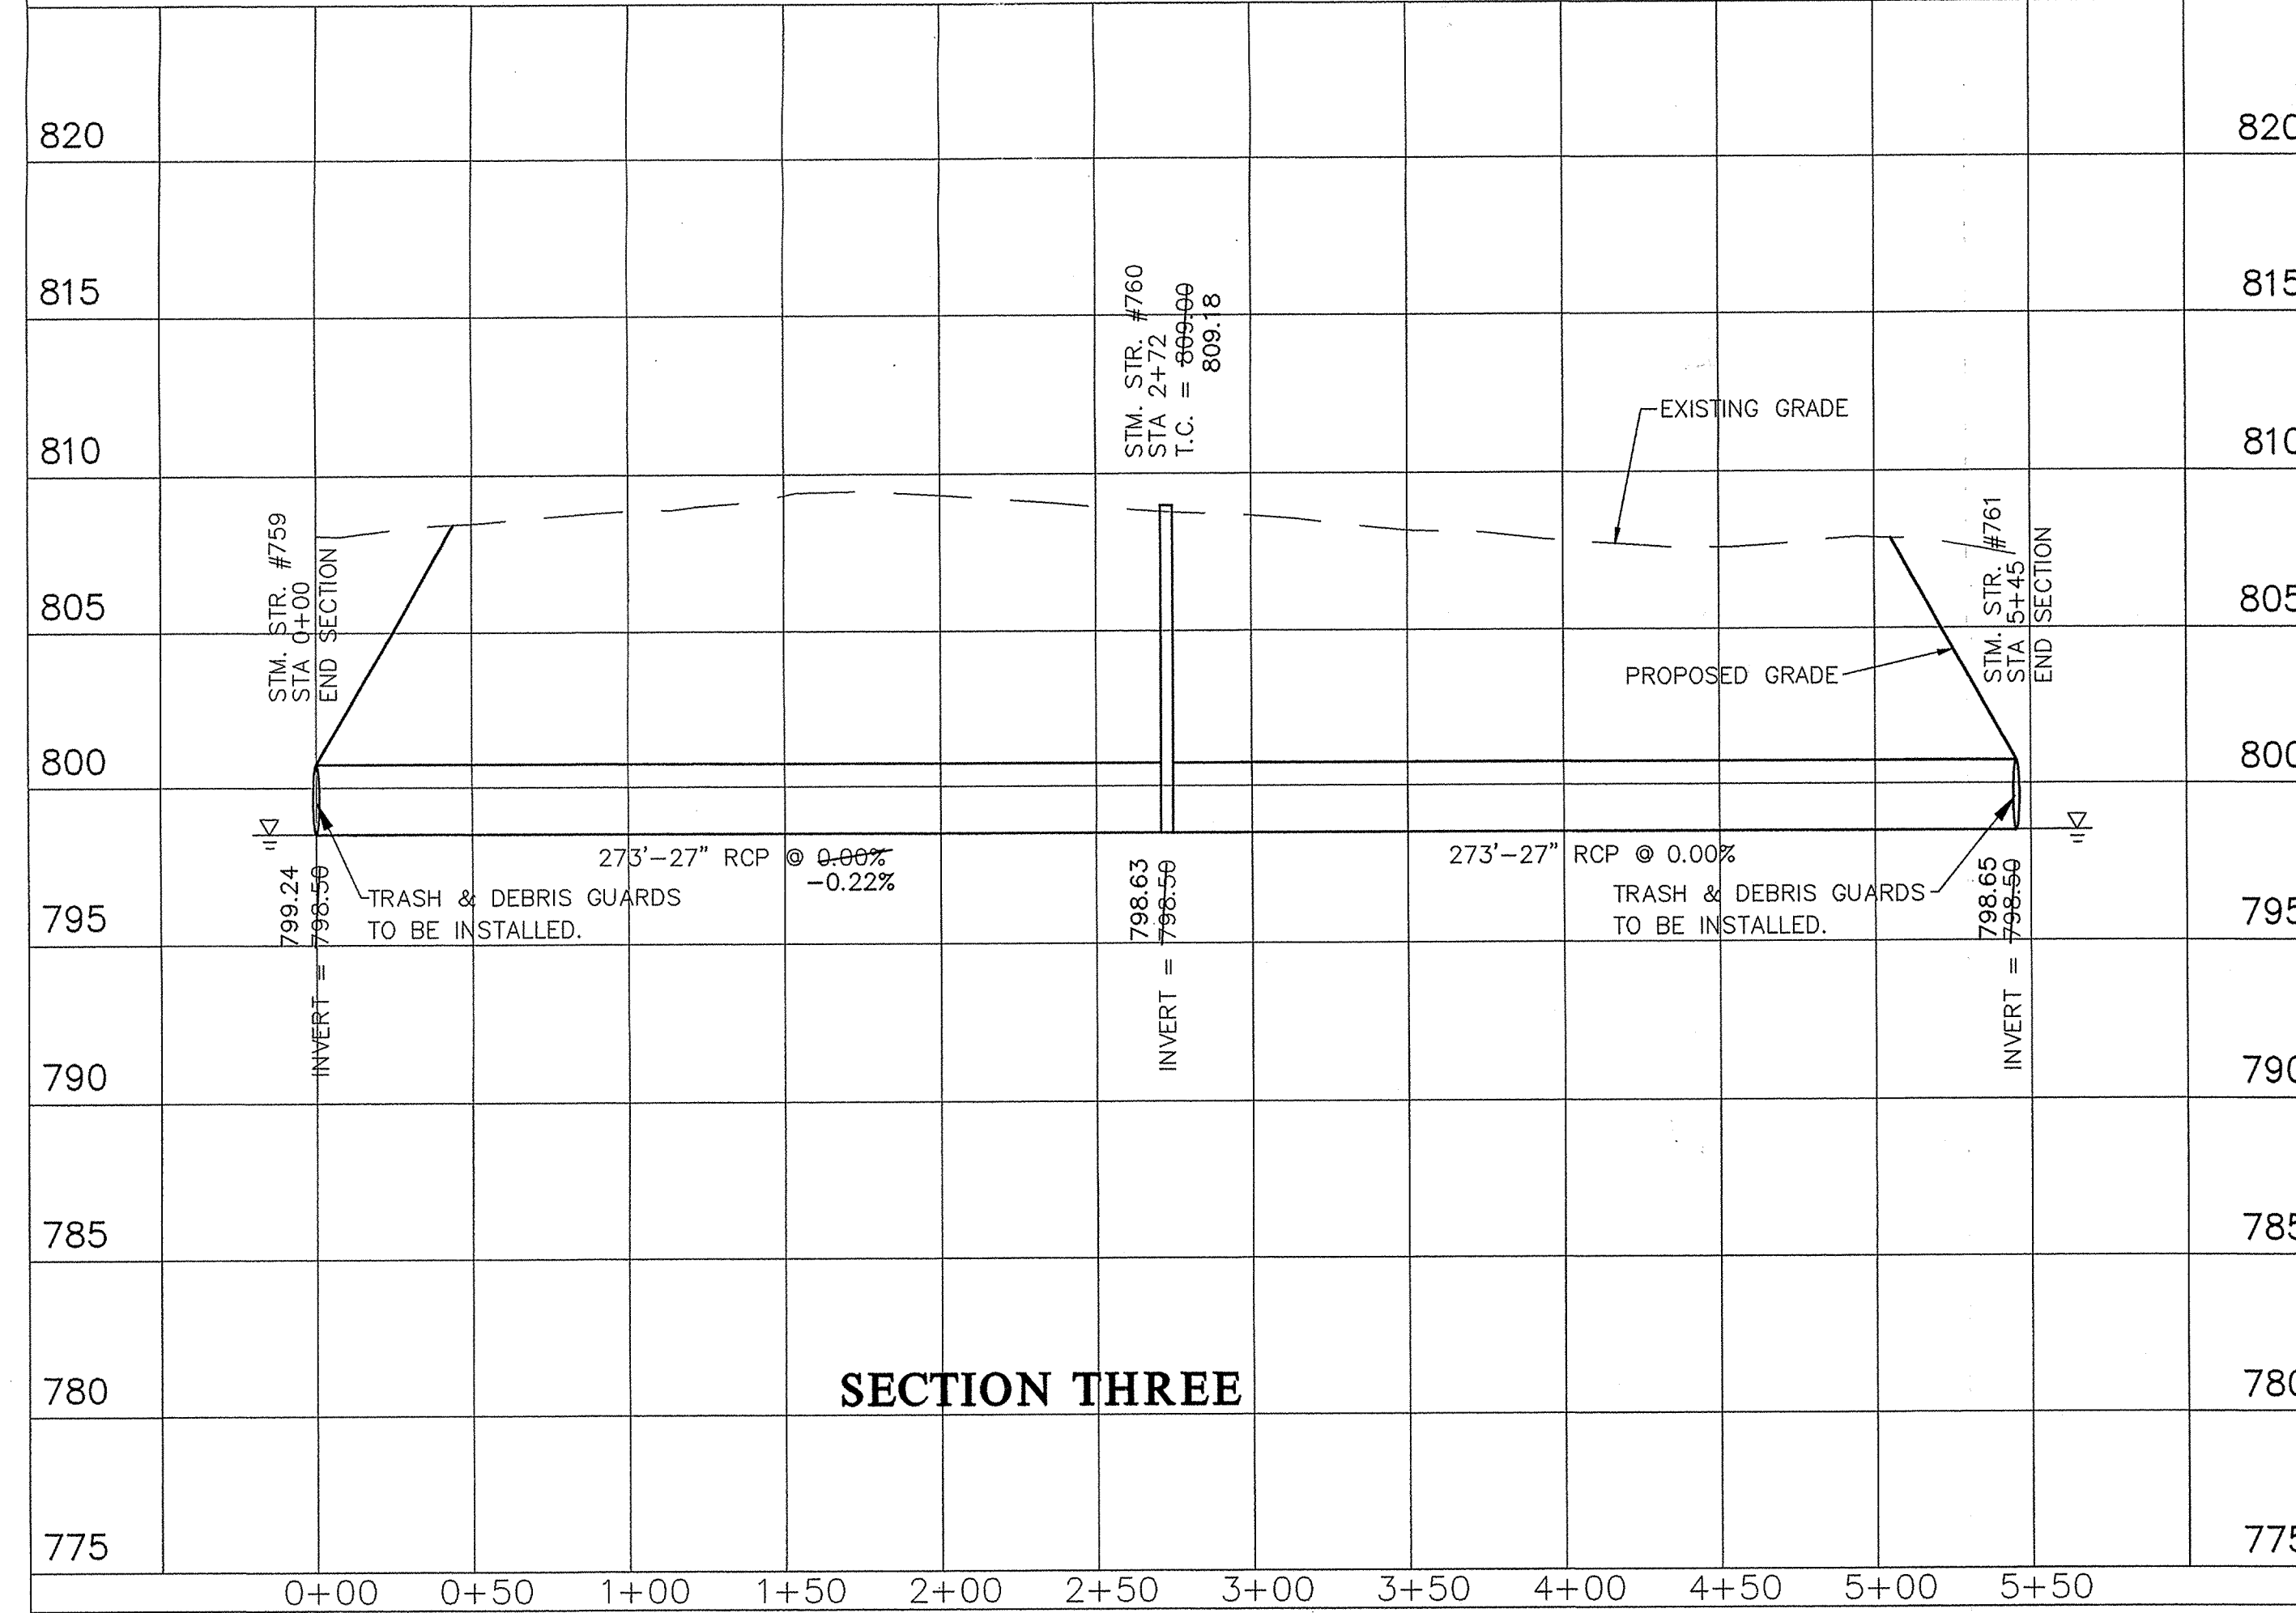 820
815
810
805
800
795
790
785
780
775
STM. STR. #759
STA 0+00
END SECTION
STM. STR. #760
STA 2+72
T.C. = 809.00
809.18
EXISTING GRADE
STM. STR. #761
STA 5+45
END SECTION
PROPOSED GRADE
273'-27" RCP @ 0.00%
-0.22%
273'-27" RCP @ 0.00%
TRASH & DEBRIS GUARDS
TO BE INSTALLED.
TRASH & DEBRIS GUARDS
TO BE INSTALLED.
799.24
INVERT = 798.50
798.63
INVERT = 798.50
798.65
INVERT = 798.50
SECTION THREE
0+00 0+50 1+00 1+50 2+00 2+50 3+00 3+50 4+00 4+50 5+00 5+50
820
815
810
805
800
795
790
785
780
775